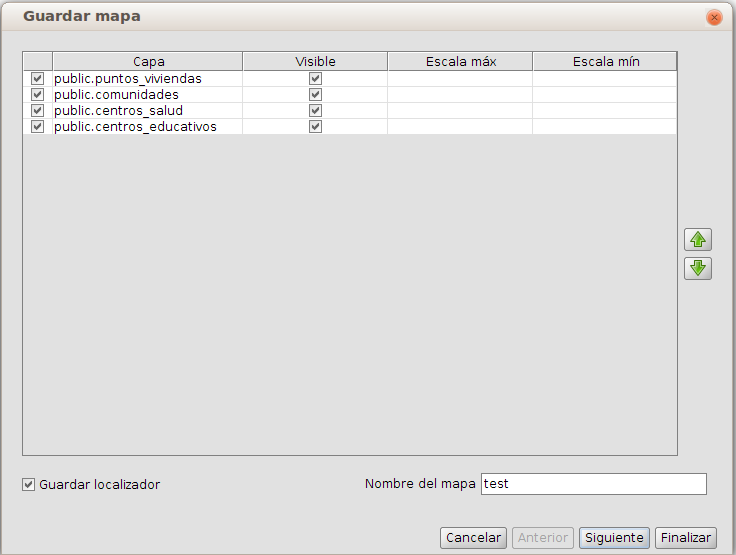 Guardar mapa
Capa Visible Escala máx Escala mín
public.puntos_viviendas
public.comunidades
public.centros_salud
public.centros_educativos
Guardar localizador Nombre del mapa test
Cancelar Anterior Siguiente Finalizar